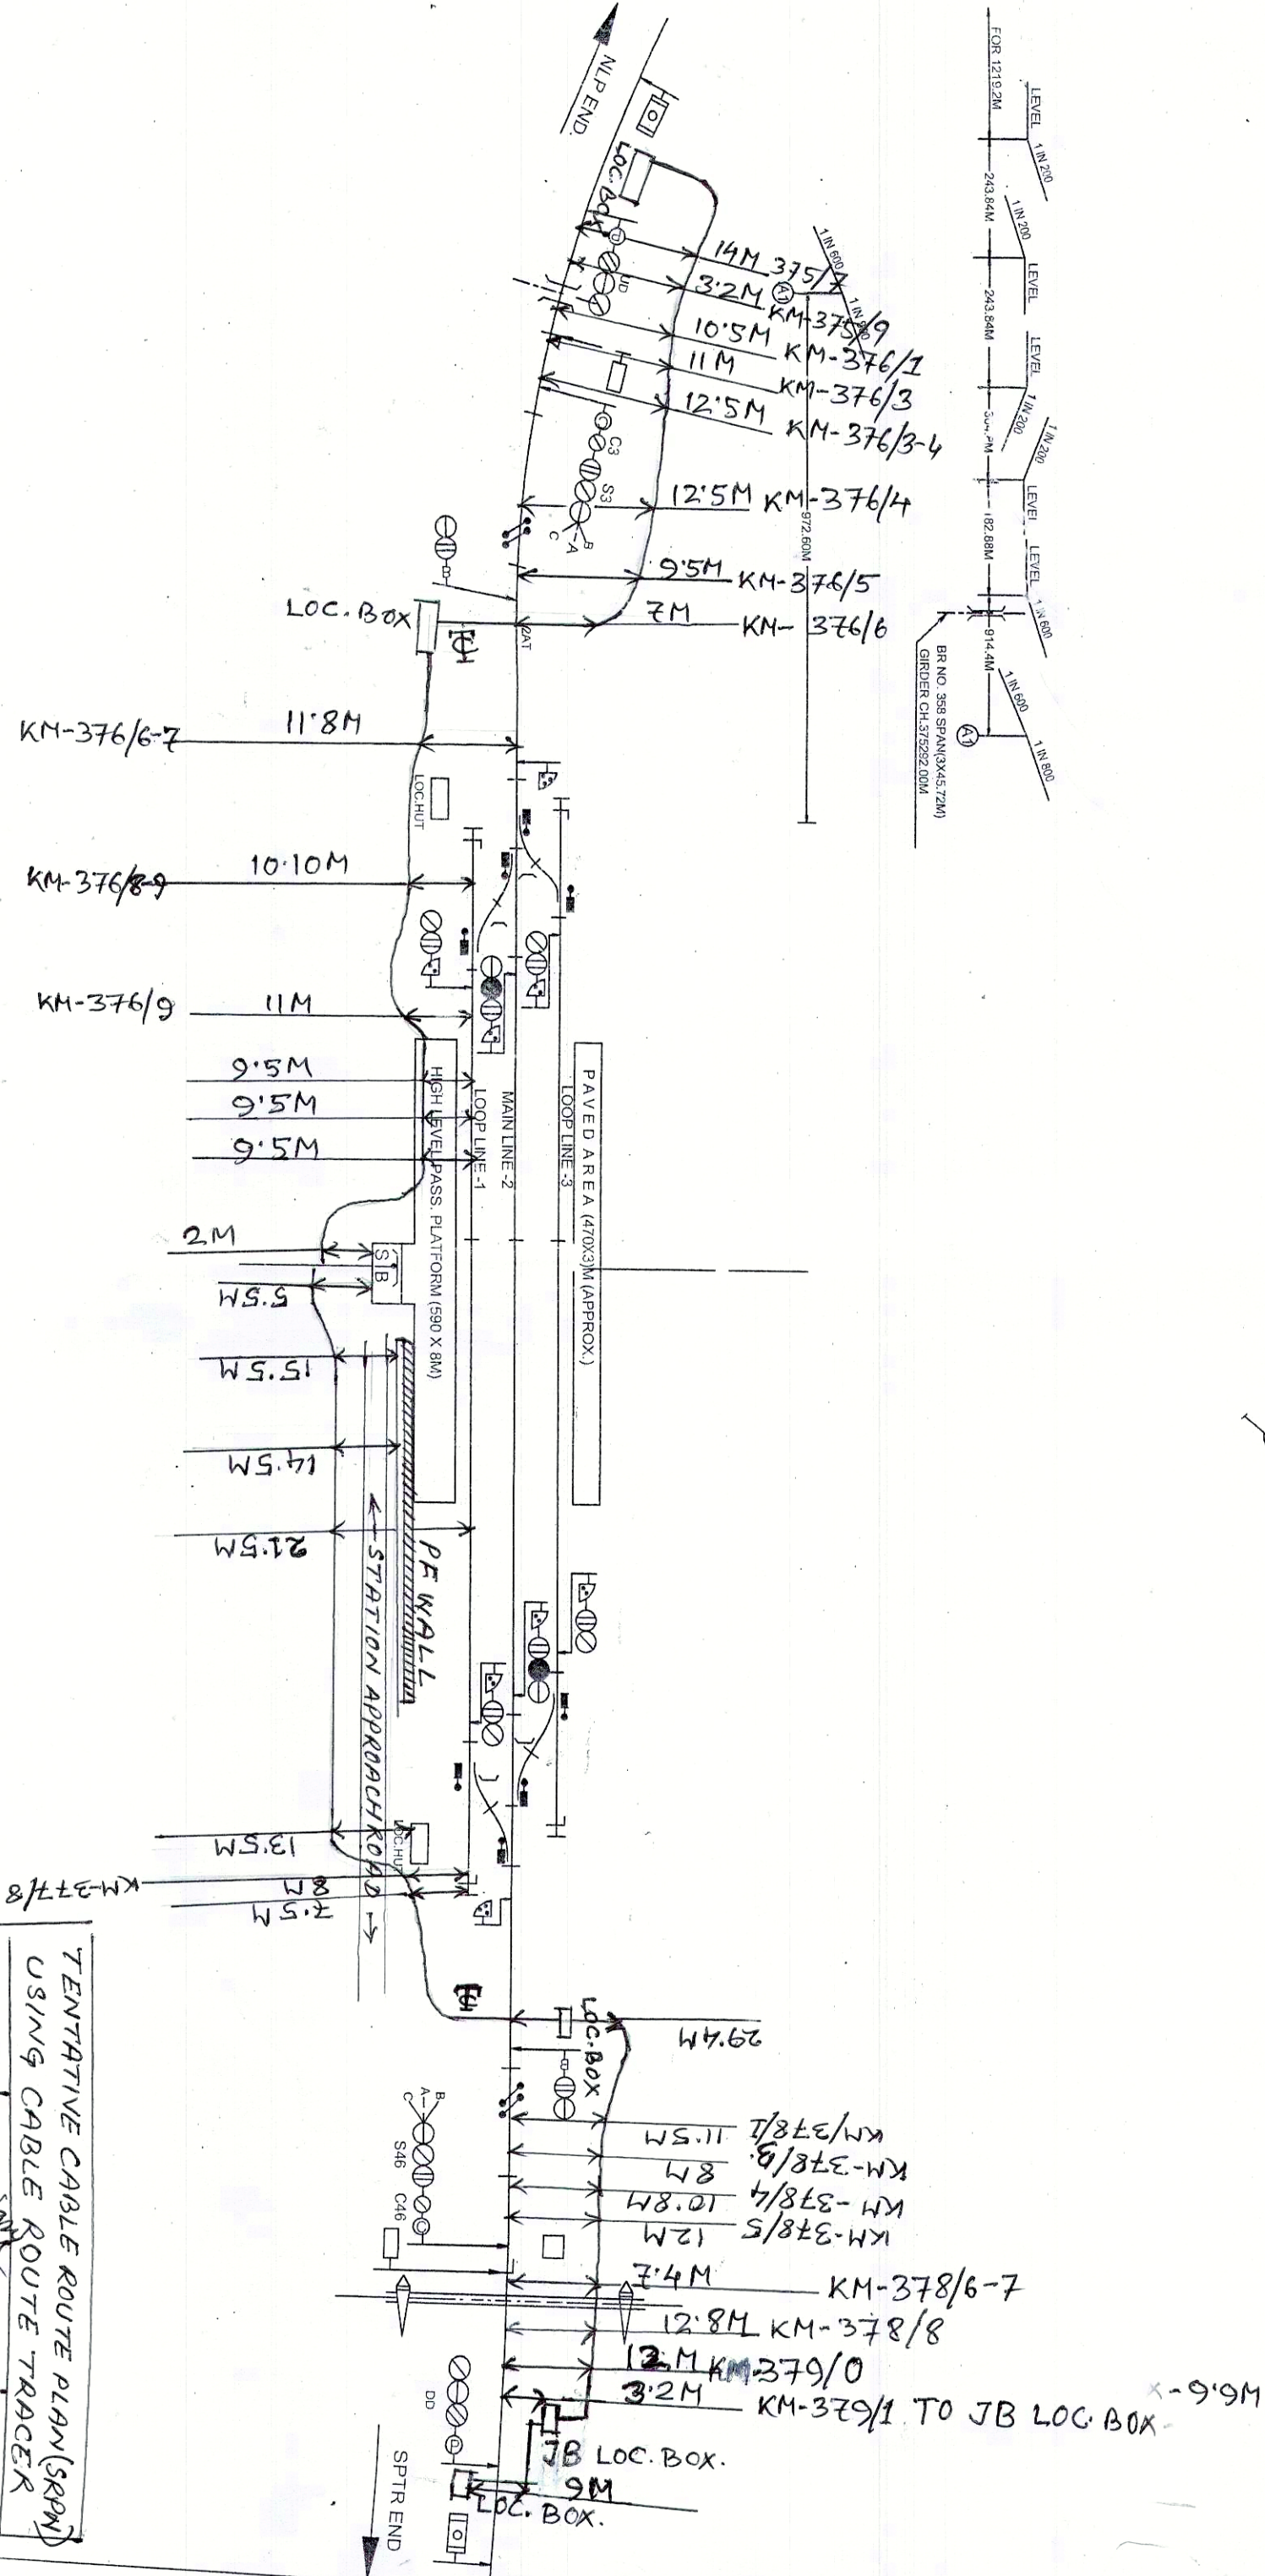 FOR 1219.2M
LEVEL
1 IN 200
243.84M
1 IN 200
LEVEL
243.84M
LEVEL
1 IN 200
1 IN 200
LEVEL
182.88M
LEVEL
1 IN 600
914.4M
BR NO. 358 SPAN(3X45.72M)
GIRDER CH.375292.00M
1 IN 600
A1
1 IN 800
NLP END.
LOC. BOX
1 IN 600
A1
972.60M
14M 375/7
3.2M KM-375/9
UD
10.5M KM-376/1
11M KM-376/3
12.5M KM-376/3-4
C3
S3
A
B
C
12.5M KM-376/4
9.5M KM-376/5
7M KM- 376/6
LOC. BOX
2AT
KM-376/6-7 11.8M
LOC.HUT
KM-376/8-9 10.10M
KM-376/9 11M
9.5M
9.5M
9.5M
HIGH LEVEL PASS. PLATFORM (590 X 8M)
LOOP LINE -1
MAIN LINE -2
LOOP LINE -3
PAVED AREA (470X3)M (APPROX.)
2M
SB
5.5M
15.5M
14.5M
21.5M
PF WALL
← STATION APPROACH ROAD →
13.5M
LOC.HUT
KM-377/8 8M
7.5M
29.4M
LOC. BOX
B
A
C
S46
C46
KM/378/1 11.5M
KM-378/3. 8M
KM -378/4 10.8M
KM-378/5 12M
7.4M KM-378/6-7
12.8M KM-378/8
12.M KM-379/0
3.2M KM-379/1 TO JB LOC. BOX - 9.9M
JB LOC. BOX.
9M
LOC. BOX.
DD
P
SPTR END
TENTATIVE CABLE ROUTE PLAN (SRPN)
USING CABLE ROUTE TRACER